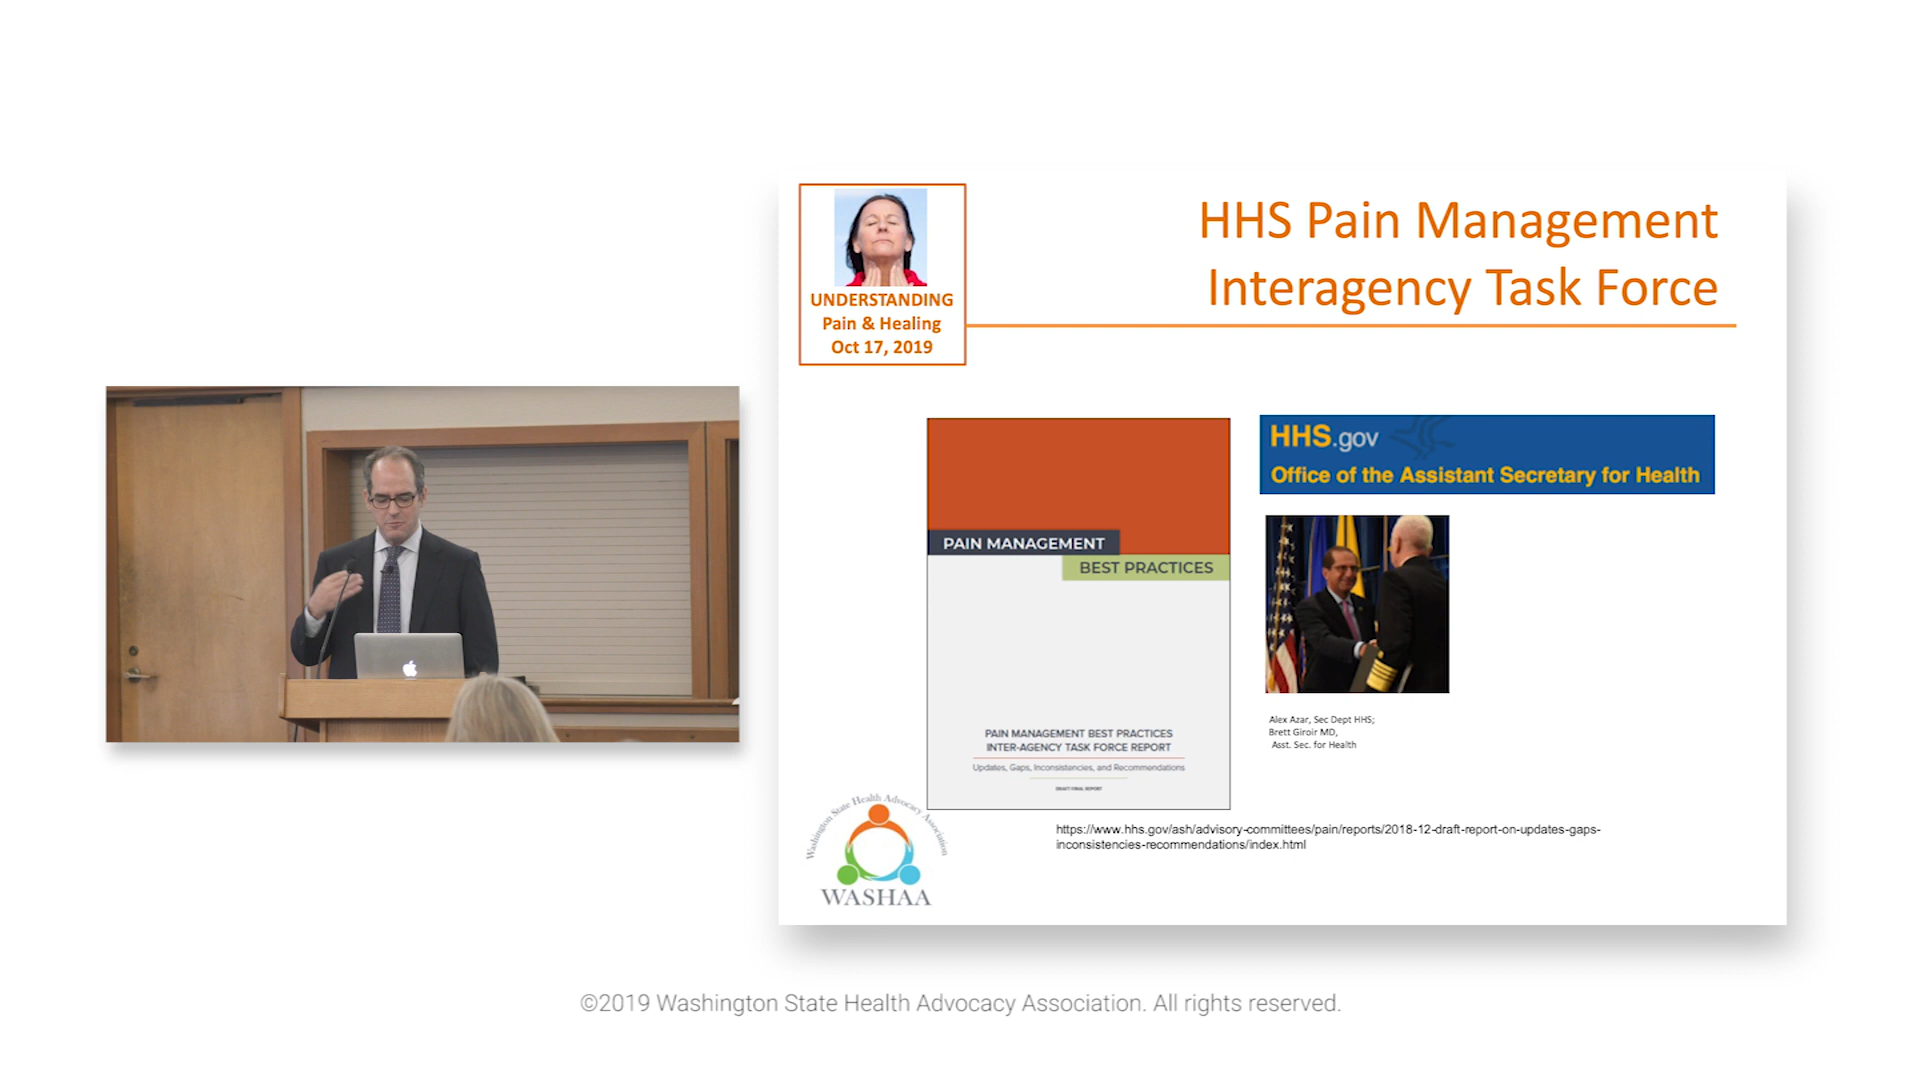 UNDERSTANDING
Pain & Healing
Oct 17, 2019
HHS Pain Management
Interagency Task Force
PAIN MANAGEMENT
BEST PRACTICES
PAIN MANAGEMENT BEST PRACTICES
INTER-AGENCY TASK FORCE REPORT
Updates, Gaps, Inconsistencies, and Recommendations
DRAFT FINAL REPORT
HHS.gov
Office of the Assistant Secretary for Health
Alex Azar, Sec Dept HHS;
Brett Giroir MD,
Asst. Sec. for Health
https://www.hhs.gov/ash/advisory-committees/pain/reports/2018-12-draft-report-on-updates-gaps-
inconsistencies-recommendations/index.html
Washington State Health Advocacy Association
WASHAA
©2019 Washington State Health Advocacy Association. All rights reserved.